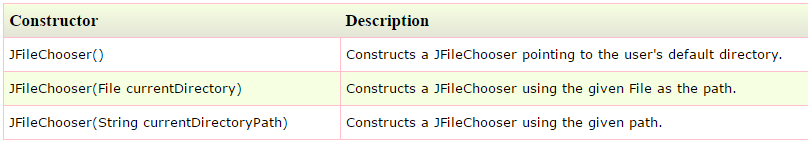 Constructor Description
JFileChooser() Constructs a JFileChooser pointing to the user's default directory.
JFileChooser(File currentDirectory) Constructs a JFileChooser using the given File as the path.
JFileChooser(String currentDirectoryPath) Constructs a JFileChooser using the given path.